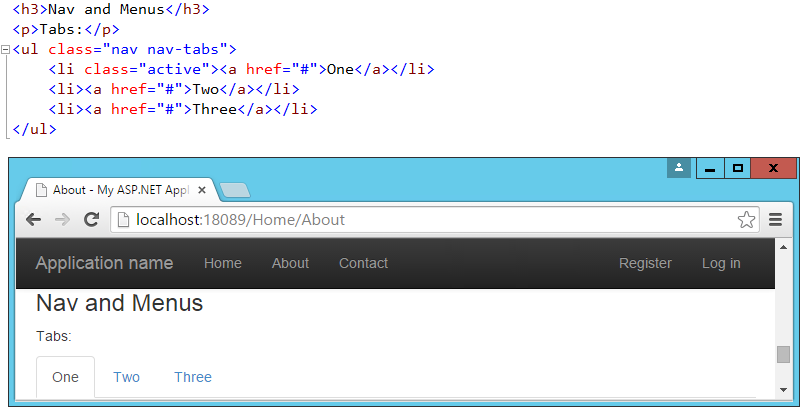 <h3>Nav and Menus</h3>
<p>Tabs:</p>
<ul class="nav nav-tabs">
    <li class="active"><a href="#">One</a></li>
    <li><a href="#">Two</a></li>
    <li><a href="#">Three</a></li>
</ul>
About - My ASP.NET Appl
localhost:18089/Home/About
Application name Home About Contact Register Log in
Nav and Menus
Tabs:
One Two Three